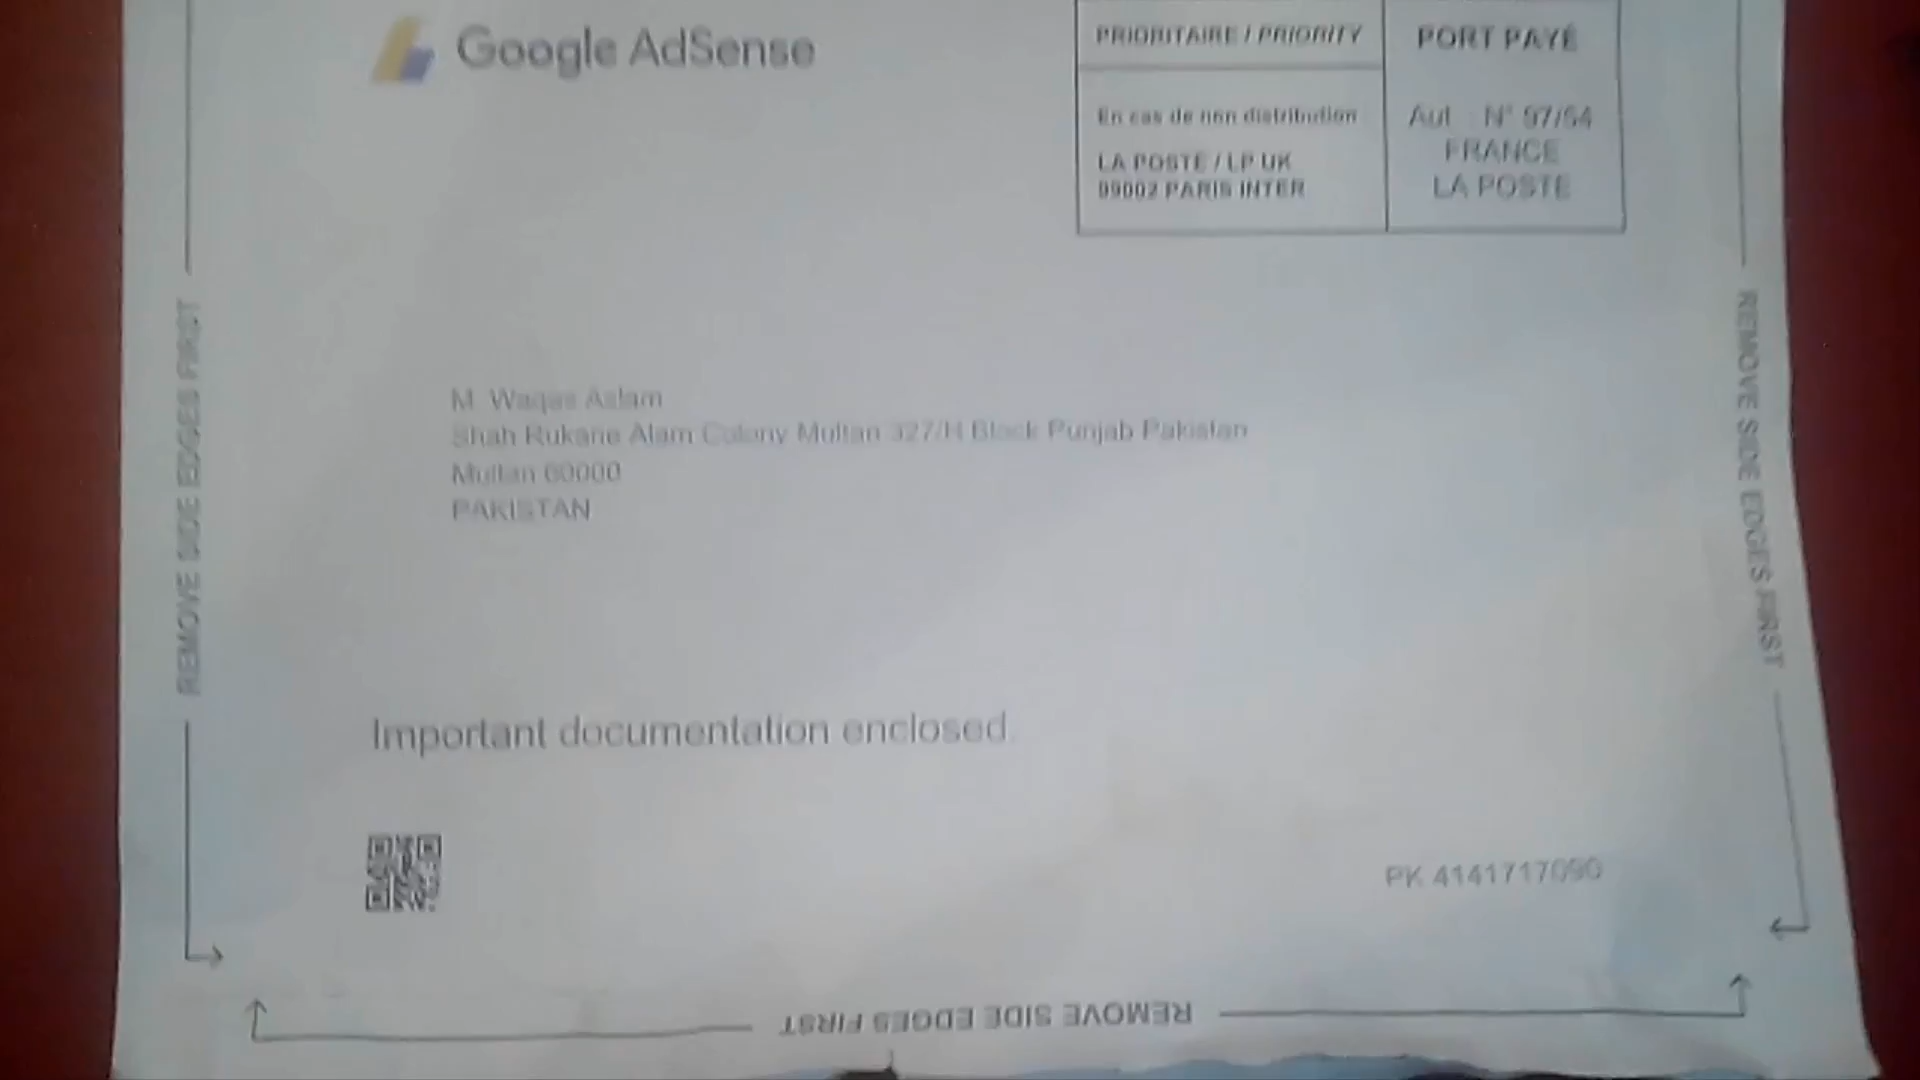 Google AdSense
PRIORITAIRE / PRIORITY
En cas de non distribution
LA POSTE / LP UK
99002 PARIS INTER
PORT PAYÉ
Aut : N° 97/54
FRANCE
LA POSTE
REMOVE SIDE EDGES FIRST
REMOVE SIDE EDGES FIRST
M. Waqas Aslam
Shah Rukane Alam Colony Multan 327/H Block Punjab Pakistan
Multan 60000
PAKISTAN
Important documentation enclosed.
PK 4141717090
REMOVE SIDE EDGES FIRST